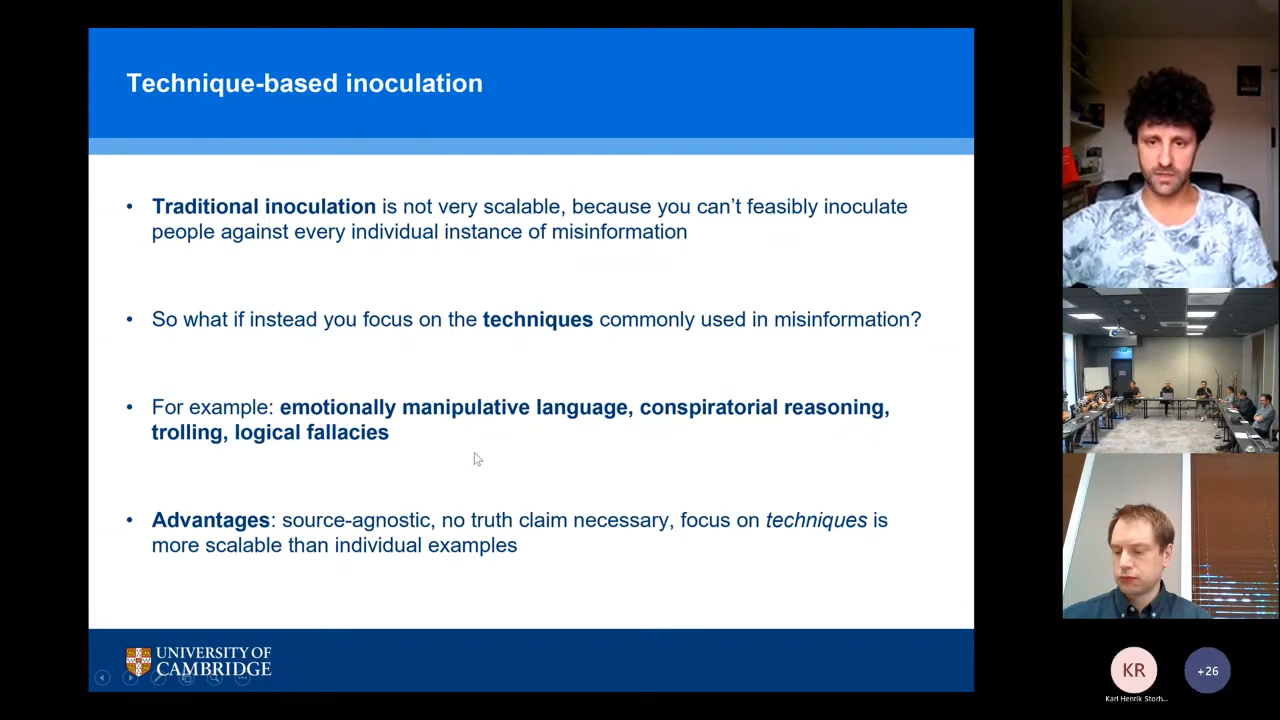 Technique-based inoculation
• Traditional inoculation is not very scalable, because you can’t feasibly inoculate
people against every individual instance of misinformation
• So what if instead you focus on the techniques commonly used in misinformation?
• For example: emotionally manipulative language, conspiratorial reasoning,
trolling, logical fallacies
• Advantages: source-agnostic, no truth claim necessary, focus on techniques is
more scalable than individual examples
UNIVERSITY OF
CAMBRIDGE
KR
+26
Karl Henrik Storh...